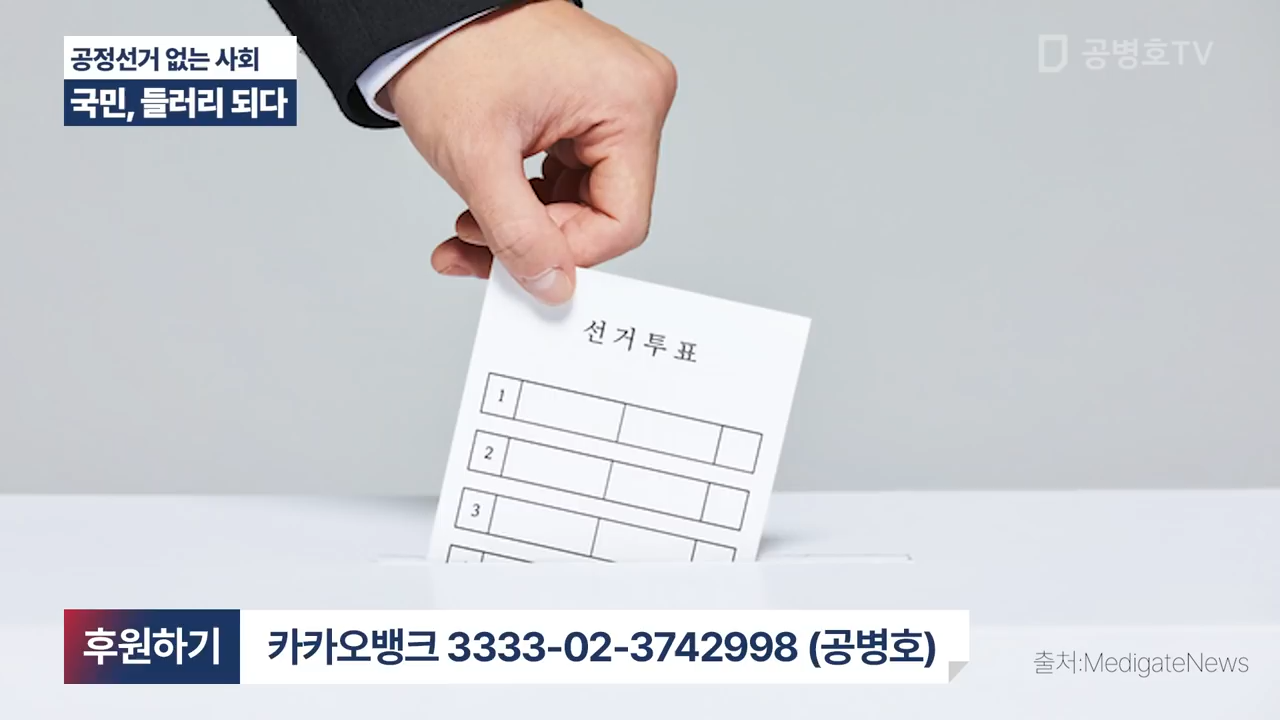 공정선거 없는 사회
국민, 들러리 되다
공병호TV
선거투표
1
2
3
후원하기
카카오뱅크 3333-02-3742998 (공병호)
출처:MedigateNews